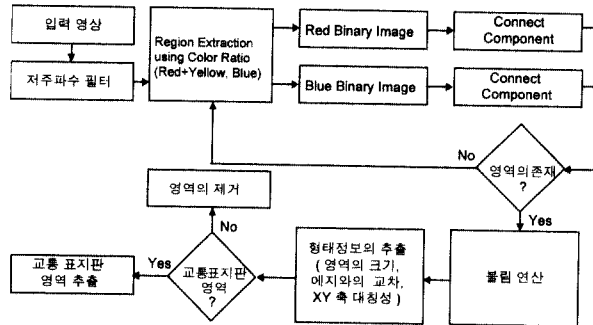 입력 영상
저주파수 필터
Region Extraction
using Color Ratio
(Red+Yellow, Blue)
Red Binary Image
Connect
Component
Blue Binary Image
Connect
Component
No
영역의존재
?
Yes
영역의 제거
No
불림 연산
형태정보의 추출
( 영역의 크기,
에지와의 교차,
XY 축 대칭성 )
교통표지판
영역
?
Yes
교통 표지판
영역 추출